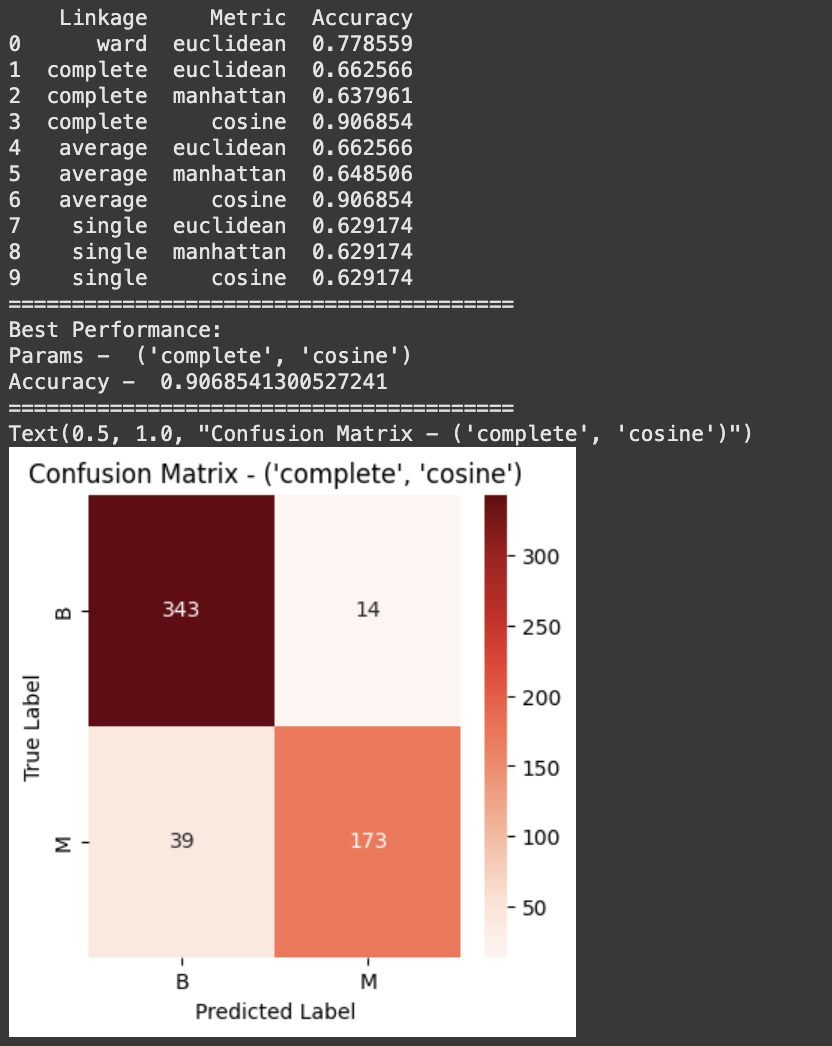 Linkage Metric Accuracy
0 ward euclidean 0.778559
1 complete euclidean 0.662566
2 complete manhattan 0.637961
3 complete cosine 0.906854
4 average euclidean 0.662566
5 average manhattan 0.648506
6 average cosine 0.906854
7 single euclidean 0.629174
8 single manhattan 0.629174
9 single cosine 0.629174
========================================
Best Performance:
Params -  ('complete', 'cosine')
Accuracy -  0.9068541300527241
========================================
Text(0.5, 1.0, "Confusion Matrix - ('complete', 'cosine')")
Confusion Matrix - ('complete', 'cosine')
True Label
B
343
14
M
39
173
B
M
Predicted Label
300
250
200
150
100
50